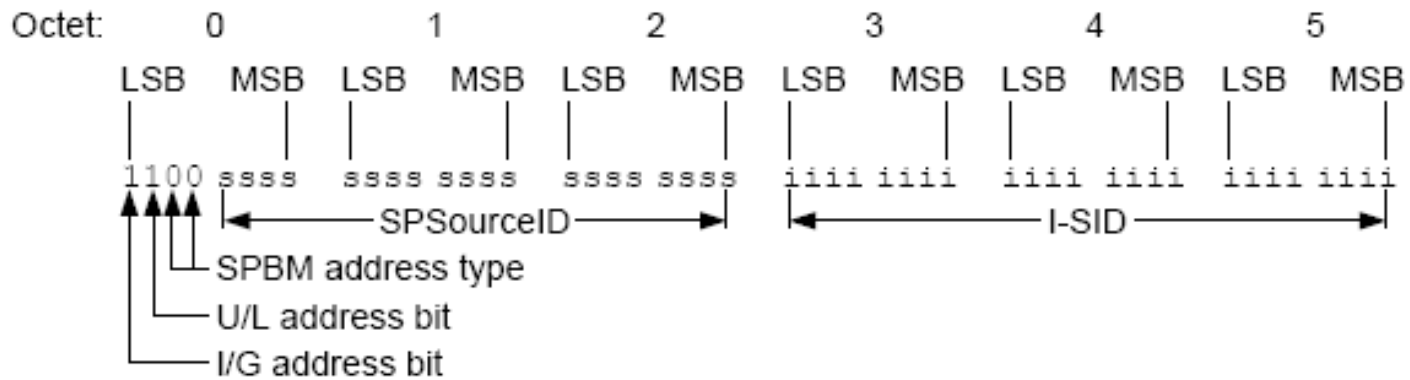 Octet: 0 1 2 3 4 5
LSB MSB LSB MSB LSB MSB LSB MSB LSB MSB LSB MSB
1100 ssss ssss ssss ssss ssss iiii iiii iiii iiii iiii iiii
SPSourceID I-SID
SPBM address type
U/L address bit
I/G address bit